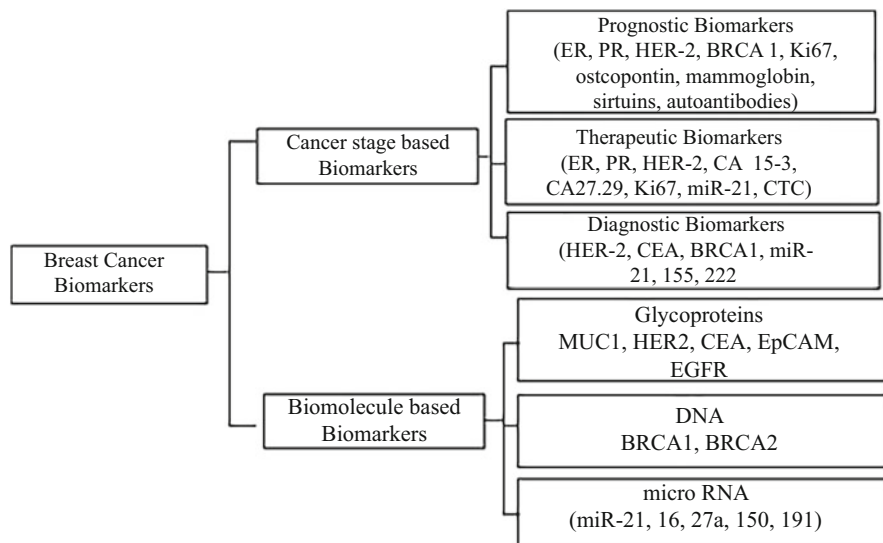 Prognostic Biomarkers
(ER, PR, HER-2, BRCA 1, Ki67,
ostcopontin, mammoglobin,
sirtuins, autoantibodies)
Cancer stage based
Biomarkers
Therapeutic Biomarkers
(ER, PR, HER-2, CA 15-3,
CA27.29, Ki67, miR-21, CTC)
Diagnostic Biomarkers
(HER-2, CEA, BRCA1, miR-
21, 155, 222
Breast Cancer
Biomarkers
Glycoproteins
MUC1, HER2, CEA, EpCAM,
EGFR
Biomolecule based
Biomarkers
DNA
BRCA1, BRCA2
micro RNA
(miR-21, 16, 27a, 150, 191)